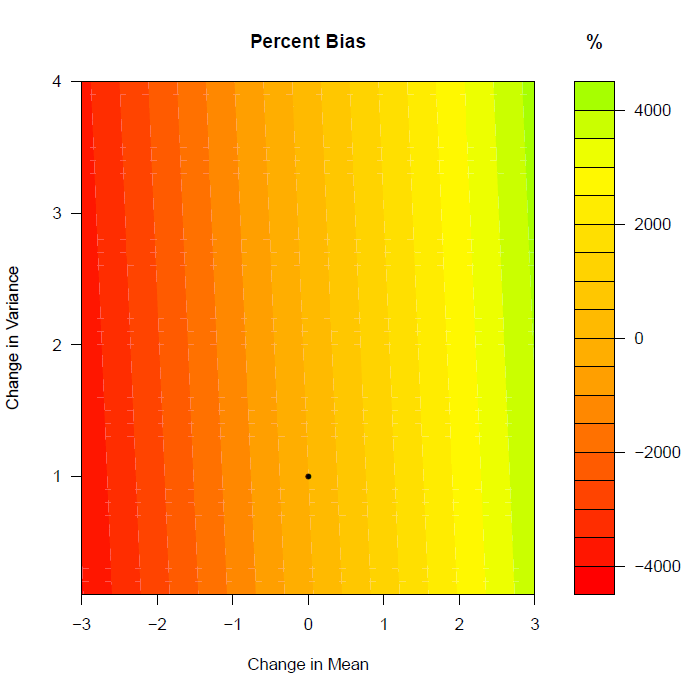 Percent Bias
%
4
3
2
1
Change in Variance
−3 −2 −1 0 1 2 3
Change in Mean
4000
2000
0
−2000
−4000